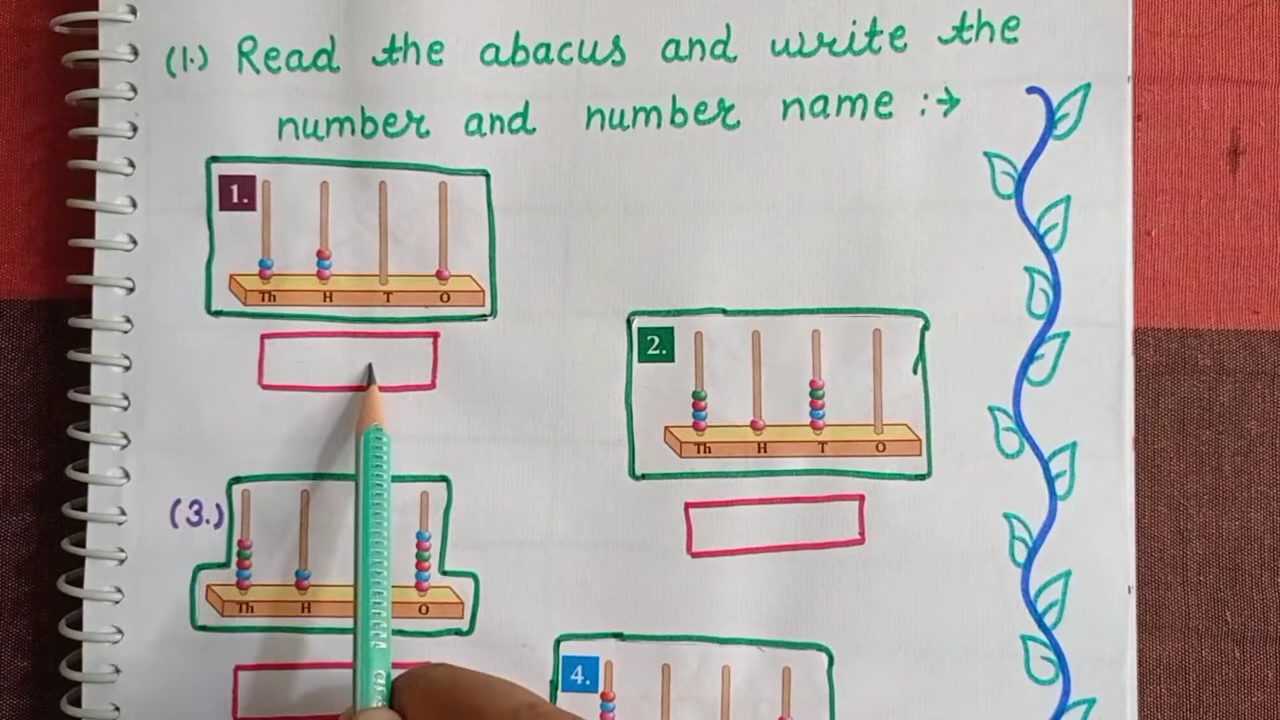 (1.) Read the abacus and write the
number and number name :→
1.
Th H T O
2.
Th H T O
(3.)
Th H O
4.